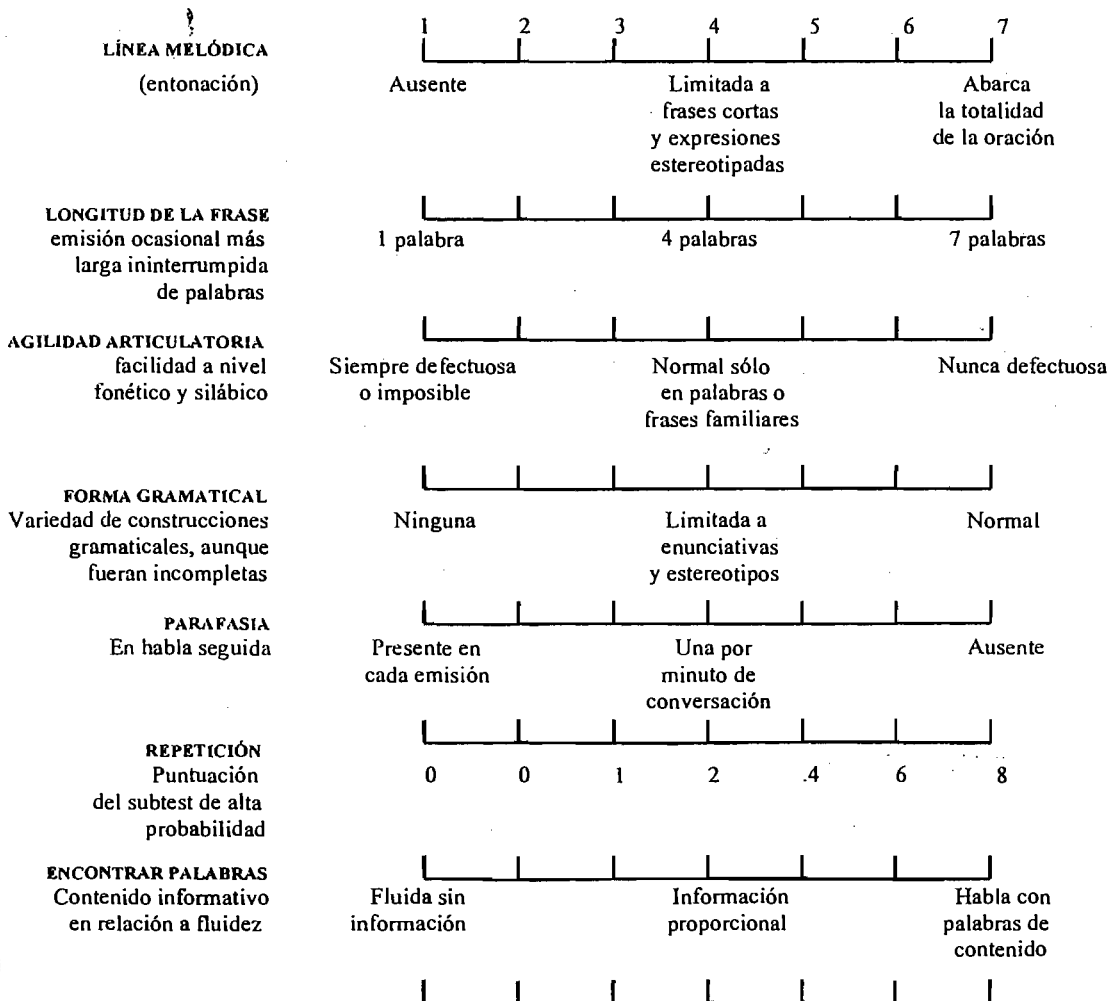 1 2 3 4 5 6 7
LÍNEA MELÓDICA
(entonación)
Ausente
Limitada a
frases cortas
y expresiones
estereotipadas
Abarca
la totalidad
de la oración
LONGITUD DE LA FRASE
emisión ocasional más
larga ininterrumpida
de palabras
1 palabra
4 palabras
7 palabras
AGILIDAD ARTICULATORIA
facilidad a nivel
fonético y silábico
Siempre defectuosa
o imposible
Normal sólo
en palabras o
frases familiares
Nunca defectuosa
FORMA GRAMATICAL
Variedad de construcciones
gramaticales, aunque
fueran incompletas
Ninguna
Limitada a
enunciativas
y estereotipos
Normal
PARAFASIA
En habla seguida
Presente en
cada emisión
Una por
minuto de
conversación
Ausente
REPETICIÓN
Puntuación
del subtest de alta
probabilidad
0 0 1 2 4 6 8
ENCONTRAR PALABRAS
Contenido informativo
en relación a fluidez
Fluida sin
información
Información
proporcional
Habla con
palabras de
contenido